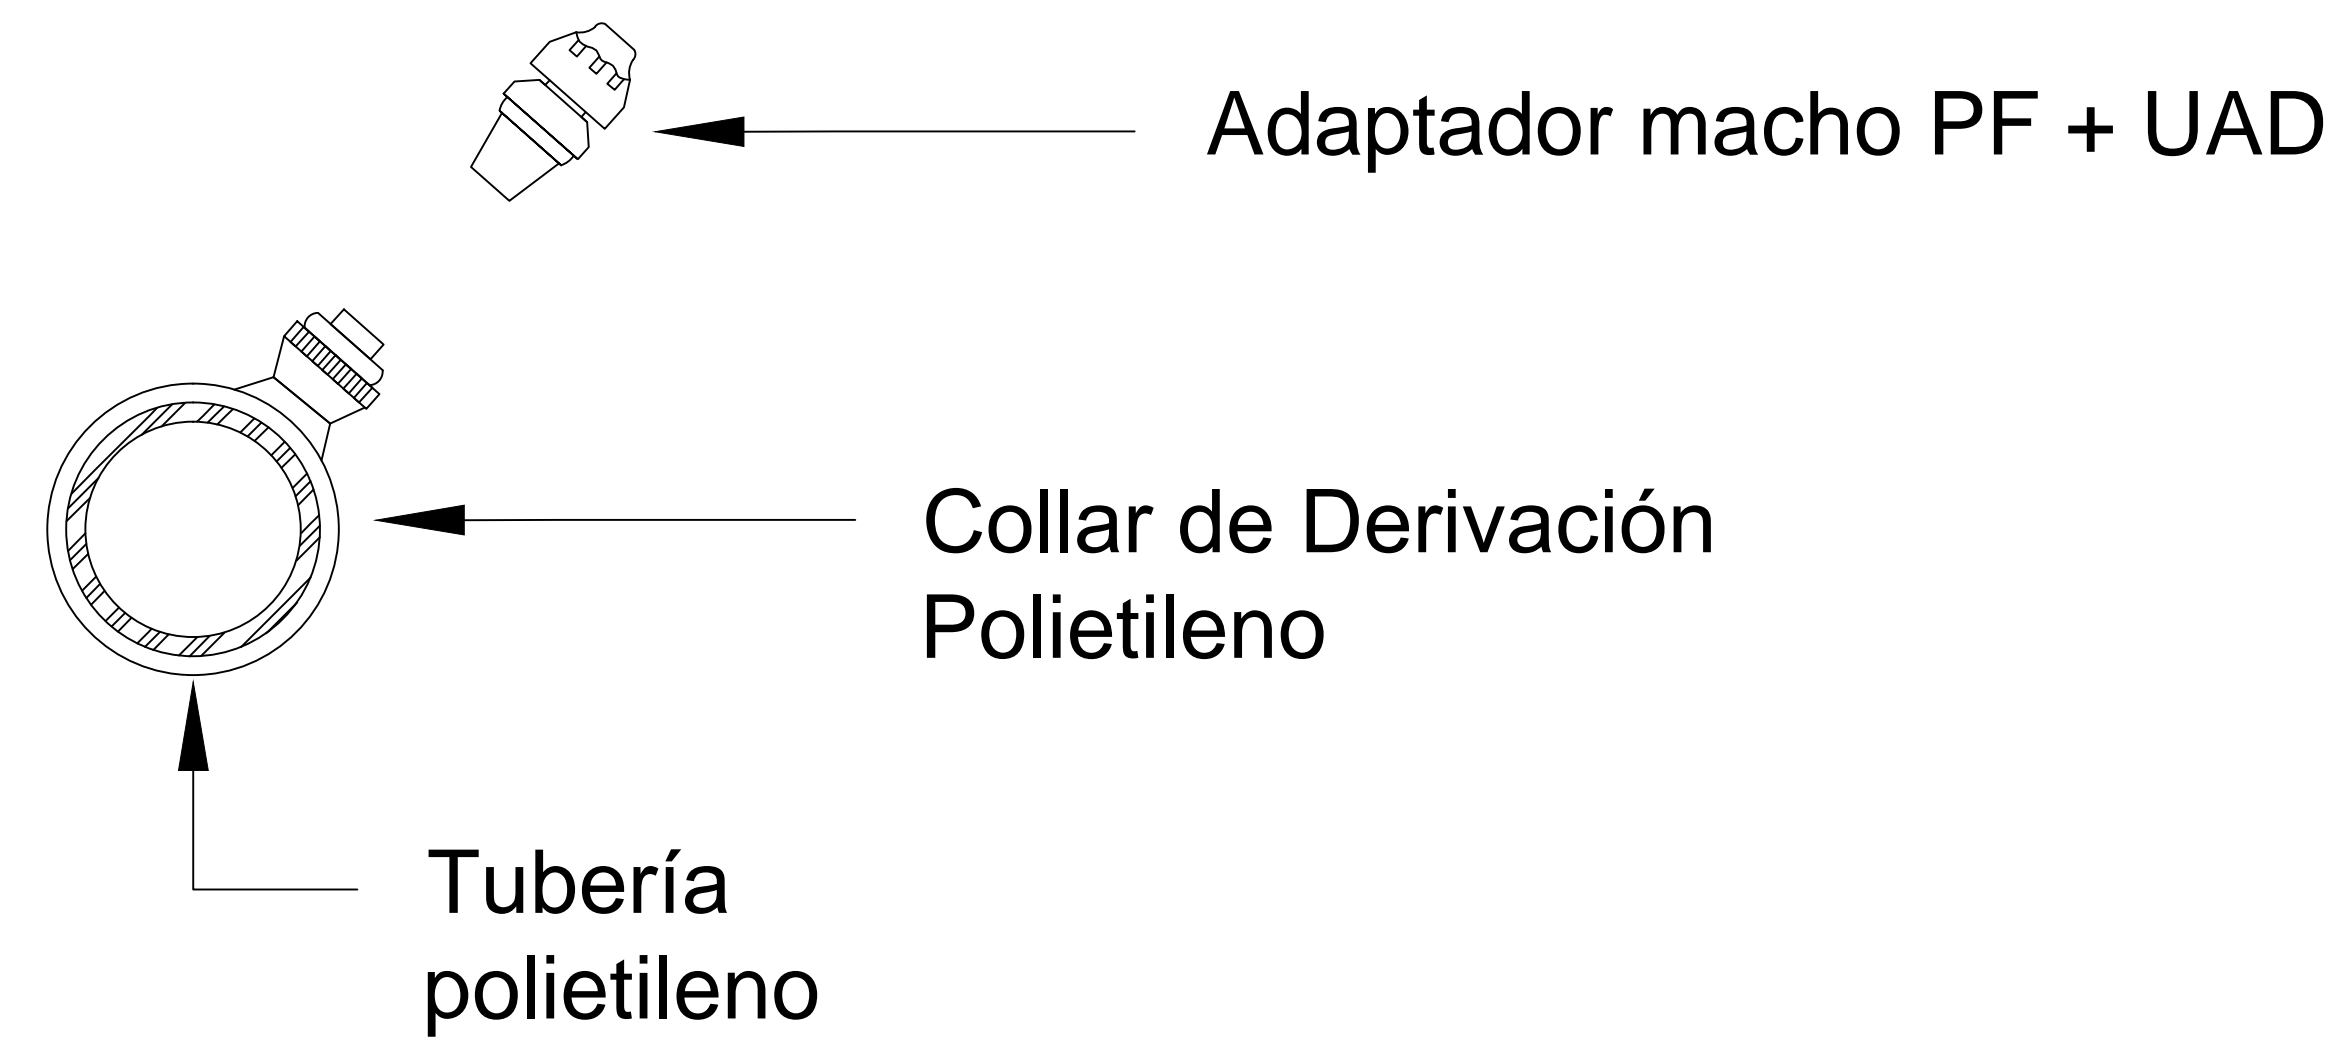 Adaptador macho PF + UAD
Collar de Derivación
Polietileno
Tubería
polietileno